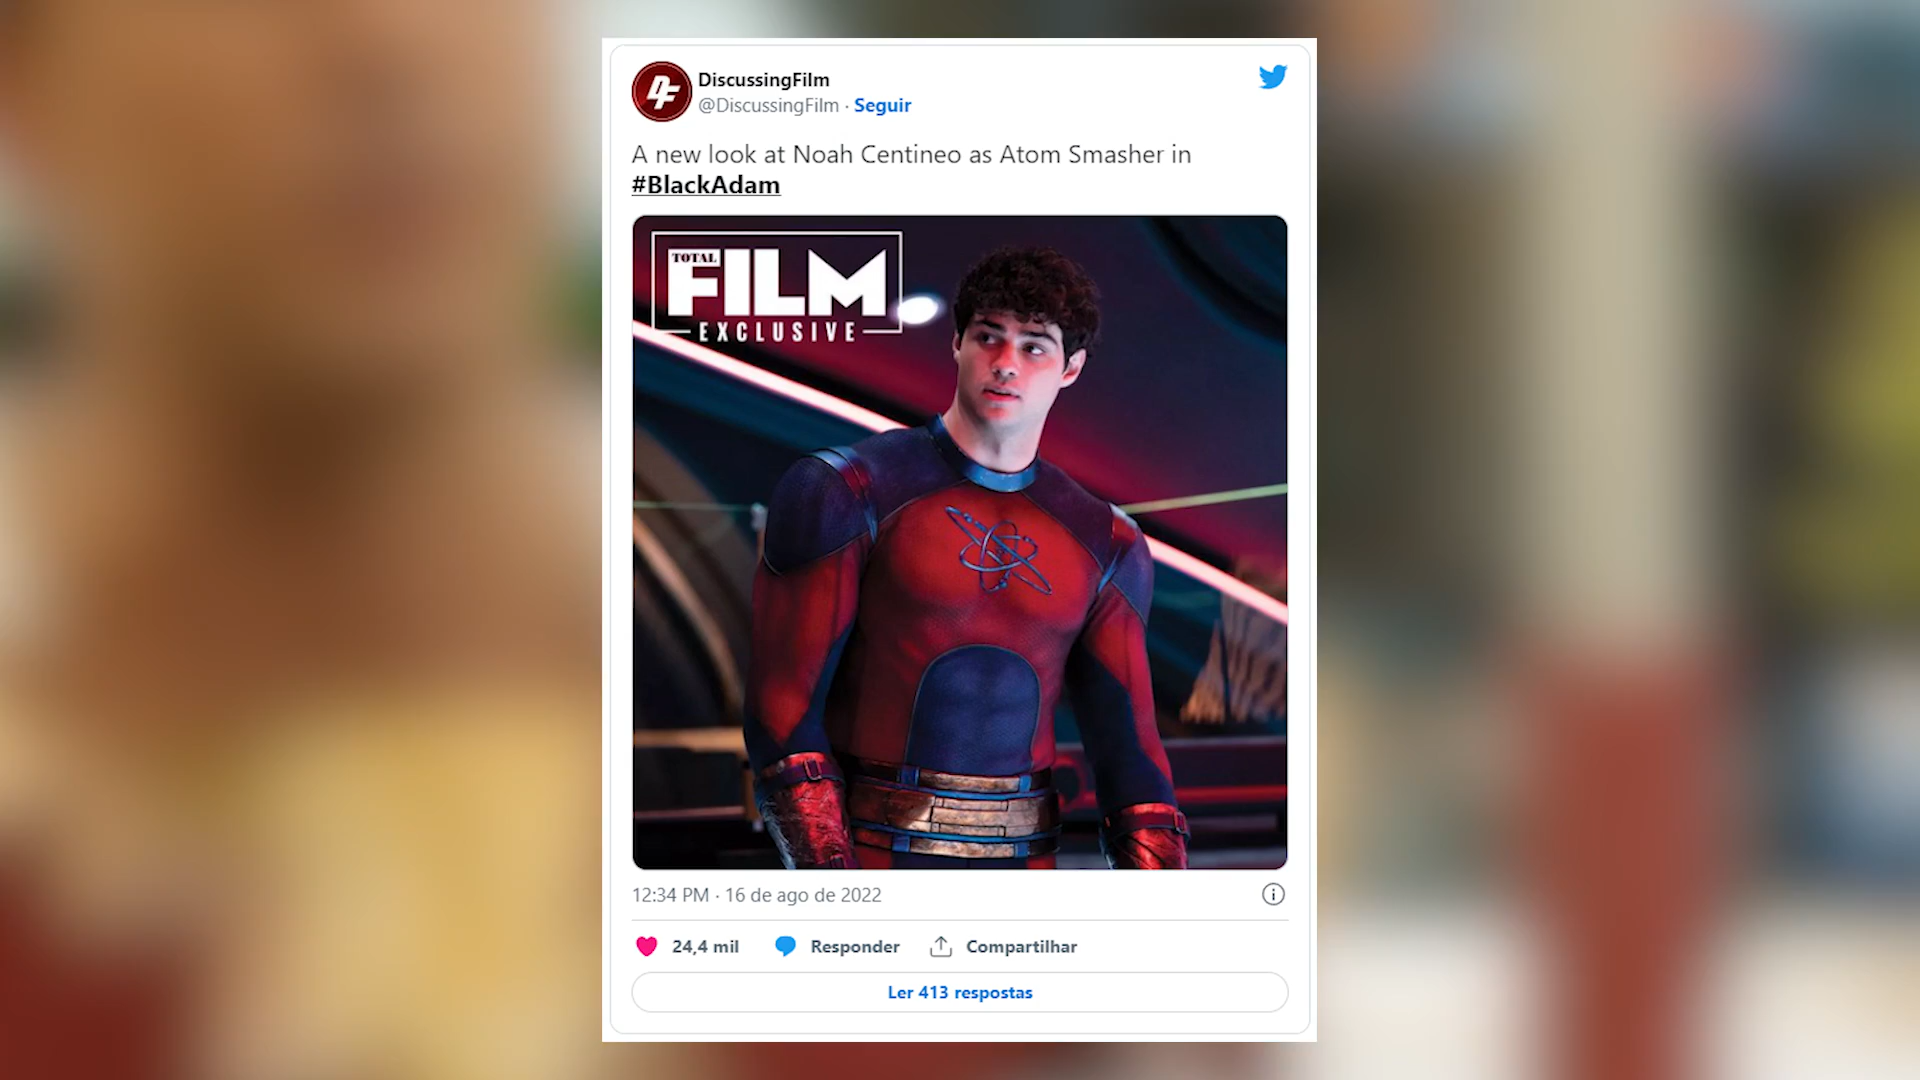 DF
DiscussingFilm
@DiscussingFilm · Seguir
A new look at Noah Centineo as Atom Smasher in
#BlackAdam
TOTAL
FILM
EXCLUSIVE
12:34 PM · 16 de ago de 2022
24,4 mil
Responder
Compartilhar
Ler 413 respostas